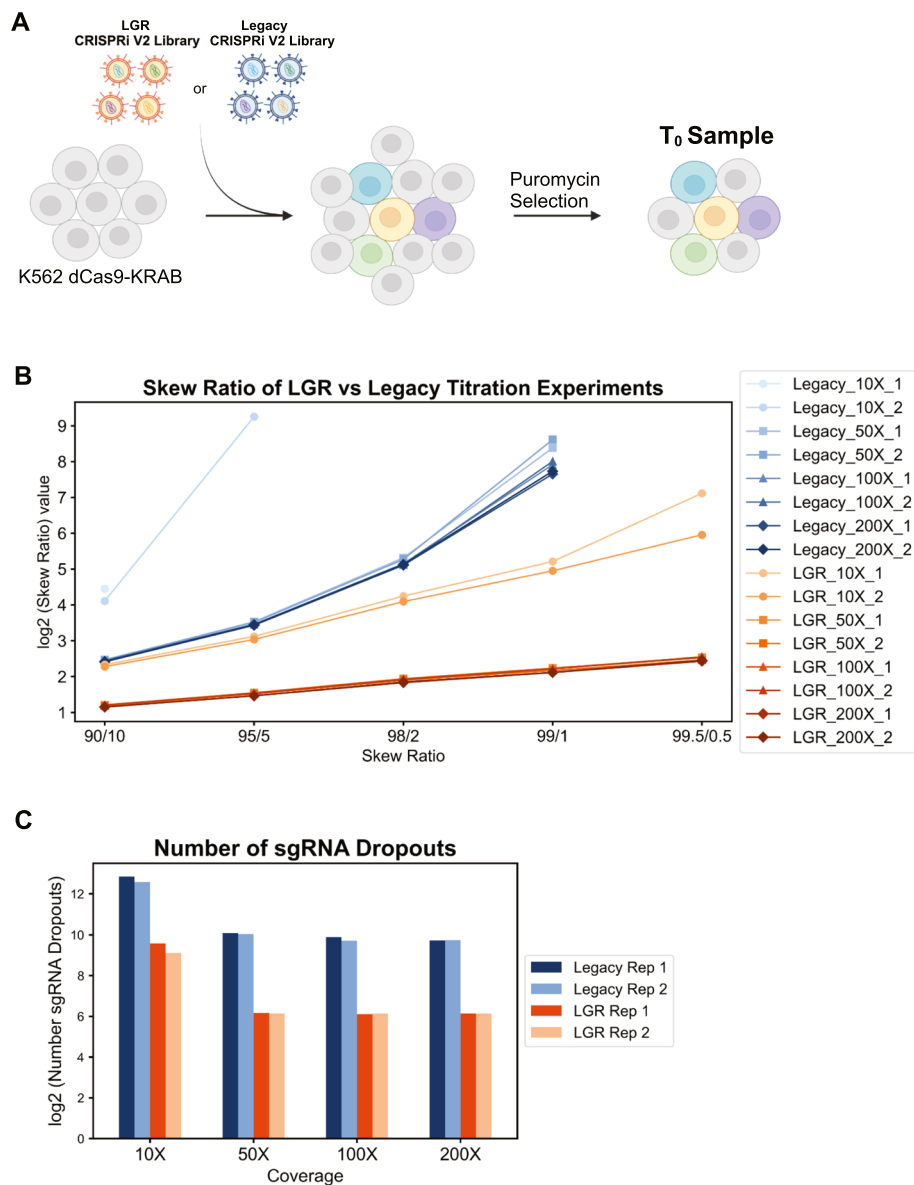 A
LGR
CRISPRi V2 Library
or
Legacy
CRISPRi V2 Library
K562 dCas9-KRAB
Puromycin
Selection
T0 Sample
B
Skew Ratio of LGR vs Legacy Titration Experiments
log2 (Skew Ratio) value
9
8
7
6
5
4
3
2
1
90/10
95/5
98/2
99/1
99.5/0.5
Skew Ratio
Legacy_10X_1
Legacy_10X_2
Legacy_50X_1
Legacy_50X_2
Legacy_100X_1
Legacy_100X_2
Legacy_200X_1
Legacy_200X_2
LGR_10X_1
LGR_10X_2
LGR_50X_1
LGR_50X_2
LGR_100X_1
LGR_100X_2
LGR_200X_1
LGR_200X_2
C
Number of sgRNA Dropouts
log2 (Number sgRNA Dropouts)
12
10
8
6
4
2
0
10X
50X
100X
200X
Coverage
Legacy Rep 1
Legacy Rep 2
LGR Rep 1
LGR Rep 2